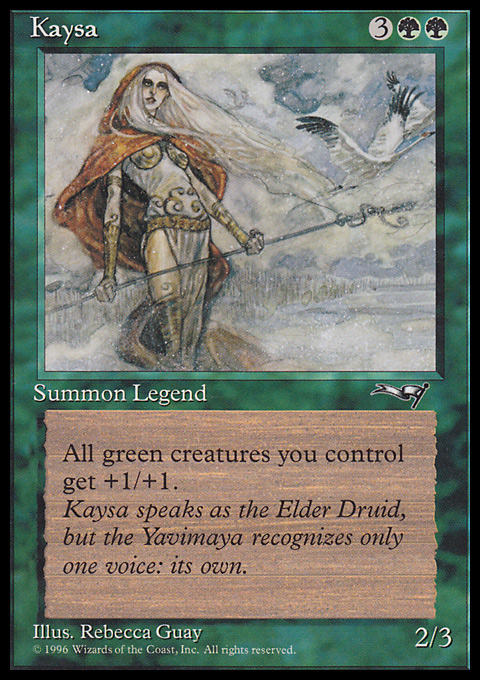 Kaysa 3
Summon Legend
All green creatures you control
get +1/+1.
Kaysa speaks as the Elder Druid,
but the Yavimaya recognizes only
one voice: its own.
Illus. Rebecca Guay
© 1996 Wizards of the Coast, Inc. All rights reserved.
2/3